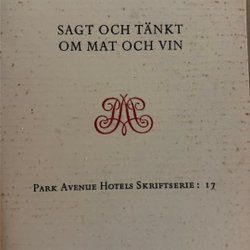 SAGT OCH TÄNKT
OM MAT OCH VIN
PARK AVENUE HOTELS SKRIFTSERIE: 17